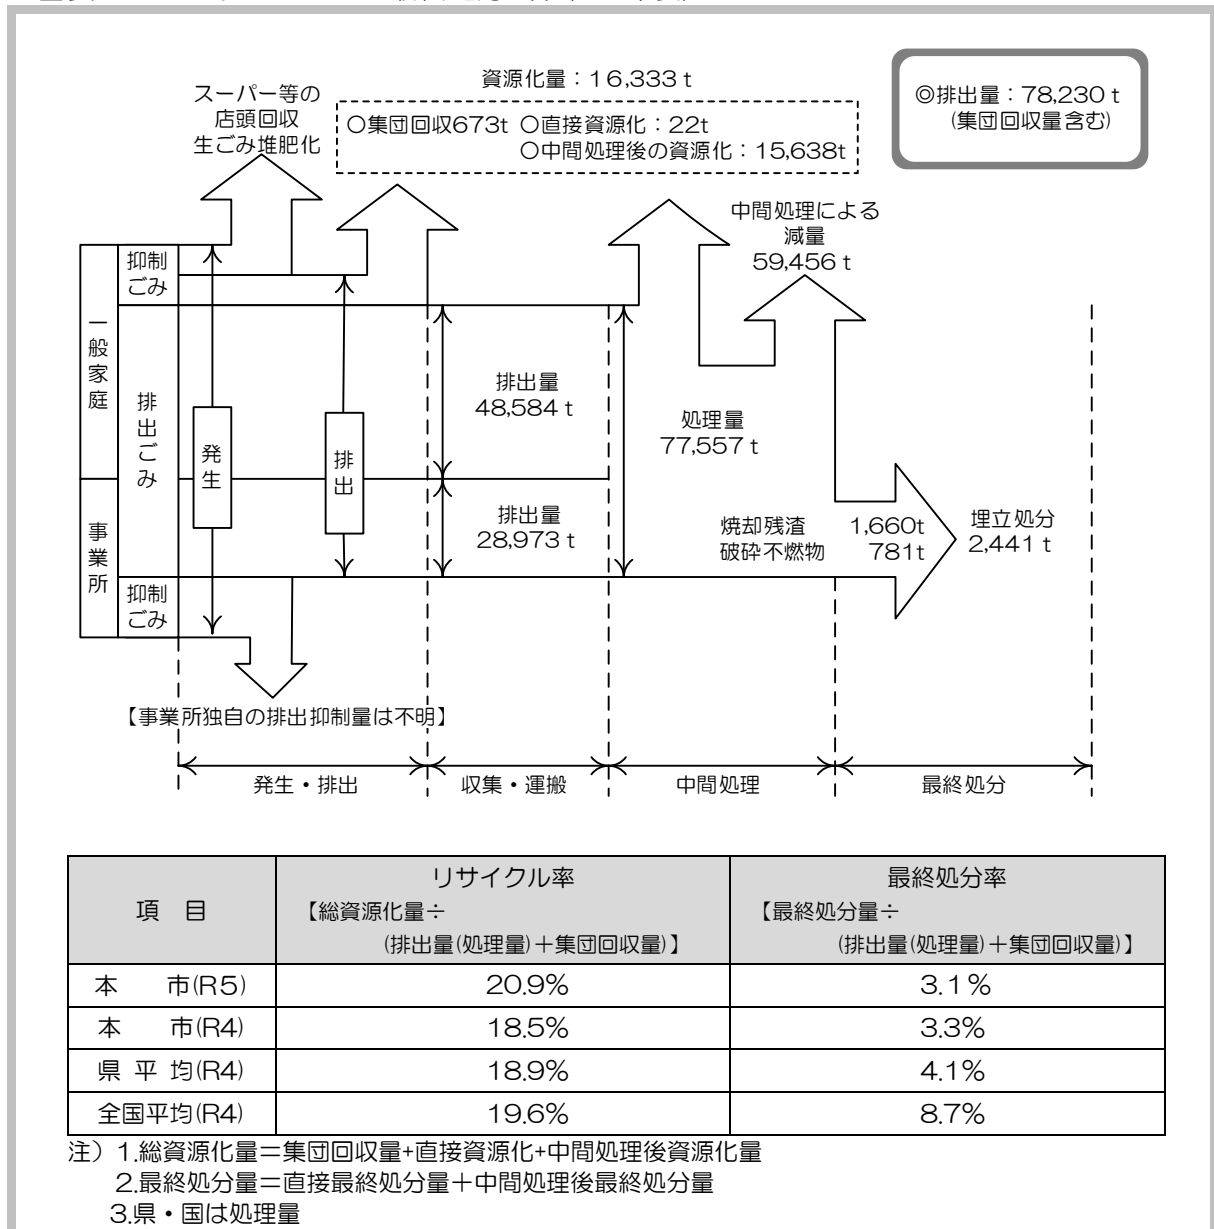 資源化量：16,333ｔ
スーパー等の
店頭回収
生ごみ堆肥化
○集団回収673t ○直接資源化：22t
○中間処理後の資源化：15,638t
◎排出量：78,230ｔ
(集団回収量含む)
中間処理による
減量
59,456ｔ
抑制
ごみ
一般家庭
排出ごみ
発生
排出
排出量
48,584ｔ
処理量
77,557ｔ
事業所
排出量
28,973ｔ
焼却残渣 1,660t
破砕不燃物 781t
埋立処分
2,441ｔ
抑制
ごみ
【事業所独自の排出抑制量は不明】
発生・排出 収集・運搬 中間処理 最終処分
項　目 リサイクル率 最終処分率
【総資源化量÷ 【最終処分量÷
(排出量(処理量)＋集団回収量)】 (排出量(処理量)＋集団回収量)】
本　　市(R5) 20.9% 3.1%
本　　市(R4) 18.5% 3.3%
県 平 均(R4) 18.9% 4.1%
全国平均(R4) 19.6% 8.7%
注）1.総資源化量＝集団回収量+直接資源化+中間処理後資源化量
2.最終処分量＝直接最終処分量＋中間処理後最終処分量
3.県・国は処理量